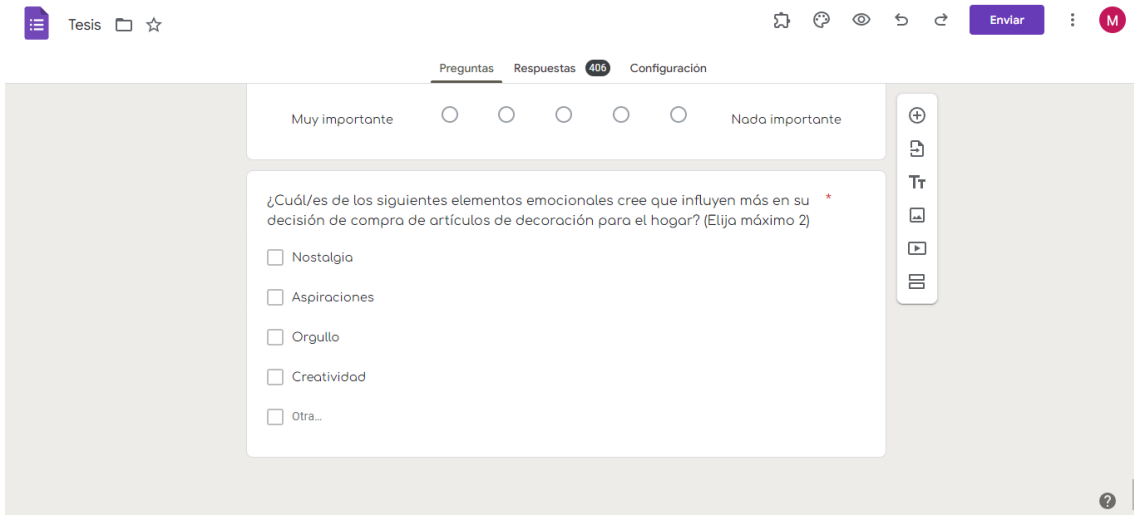 Tesis
Enviar
M
Preguntas Respuestas 406 Configuración
Muy importante Nada importante
¿Cuál/es de los siguientes elementos emocionales cree que influyen más en su *
decisión de compra de artículos de decoración para el hogar? (Elija máximo 2)
Nostalgia
Aspiraciones
Orgullo
Creatividad
Otra...